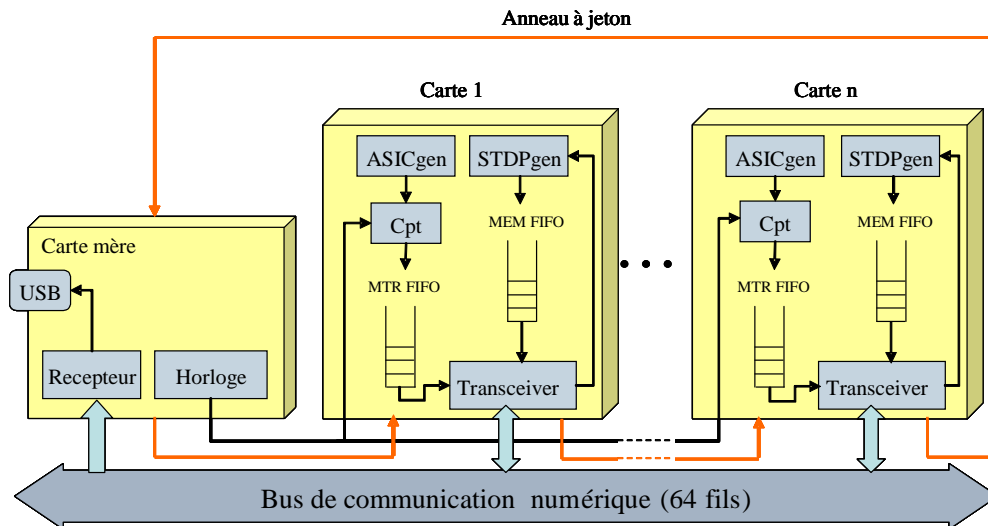 Anneau à jeton
Carte 1
Carte n
ASICgen
STDPgen
ASICgen
STDPgen
Cpt
MEM FIFO
Cpt
MEM FIFO
Carte mère
USB
MTR FIFO
MTR FIFO
Recepteur
Horloge
Transceiver
Transceiver
Bus de communication numérique (64 fils)